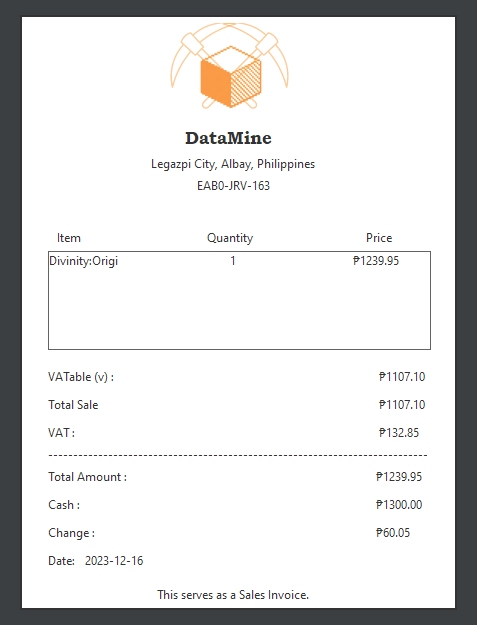 DataMine
Legazpi City, Albay, Philippines
EAB0-JRV-163
Item Quantity Price
Divinity:Origi 1 ₱1239.95
VATable (v) : ₱1107.10
Total Sale ₱1107.10
VAT : ₱132.85
Total Amount : ₱1239.95
Cash : ₱1300.00
Change : ₱60.05
Date: 2023-12-16
This serves as a Sales Invoice.